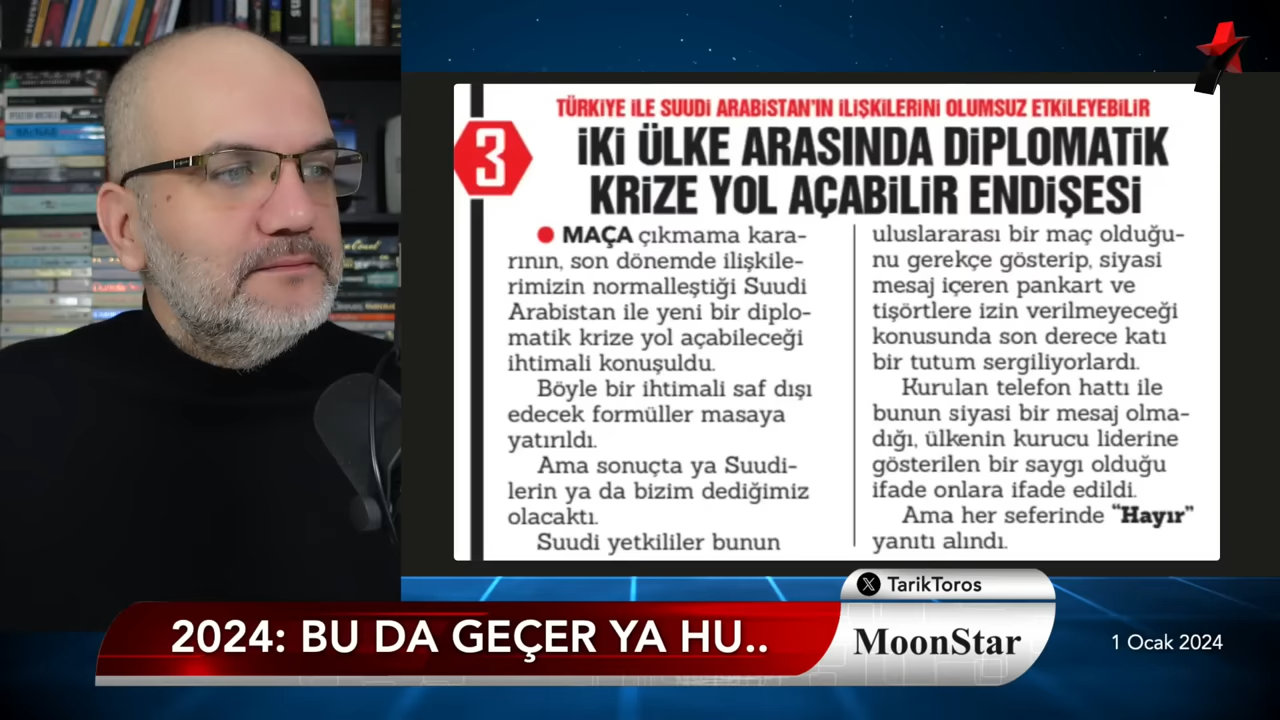 TÜRKİYE İLE SUUDİ ARABİSTAN'IN İLİŞKİLERİNİ OLUMSUZ ETKİLEYEBİLİR
3
İKİ ÜLKE ARASINDA DİPLOMATİK
KRİZE YOL AÇABİLİR ENDİŞESİ
● MAÇA çıkmama kara-
rının, son dönemde ilişkile-
rimizin normalleştiği Suudi
Arabistan ile yeni bir diplo-
matik krize yol açabileceği
ihtimali konuşuldu.
Böyle bir ihtimali saf dışı
edecek formüller masaya
yatırıldı.
Ama sonuçta ya Suudi-
lerin ya da bizim dediğimiz
olacaktı.
Suudi yetkililer bunun
uluslararası bir maç olduğu-
nu gerekçe gösterip, siyasi
mesaj içeren pankart ve
tişörtlere izin verilmeyeceği
konusunda son derece katı
bir tutum sergiliyorlardı.
Kurulan telefon hattı ile
bunun siyasi bir mesaj olma-
dığı, ülkenin kurucu liderine
gösterilen bir saygı olduğu
ifade onlara ifade edildi.
Ama her seferinde “Hayır”
yanıtı alındı.
X TarikToros
2024: BU DA GEÇER YA HU..
MoonStar
1 Ocak 2024